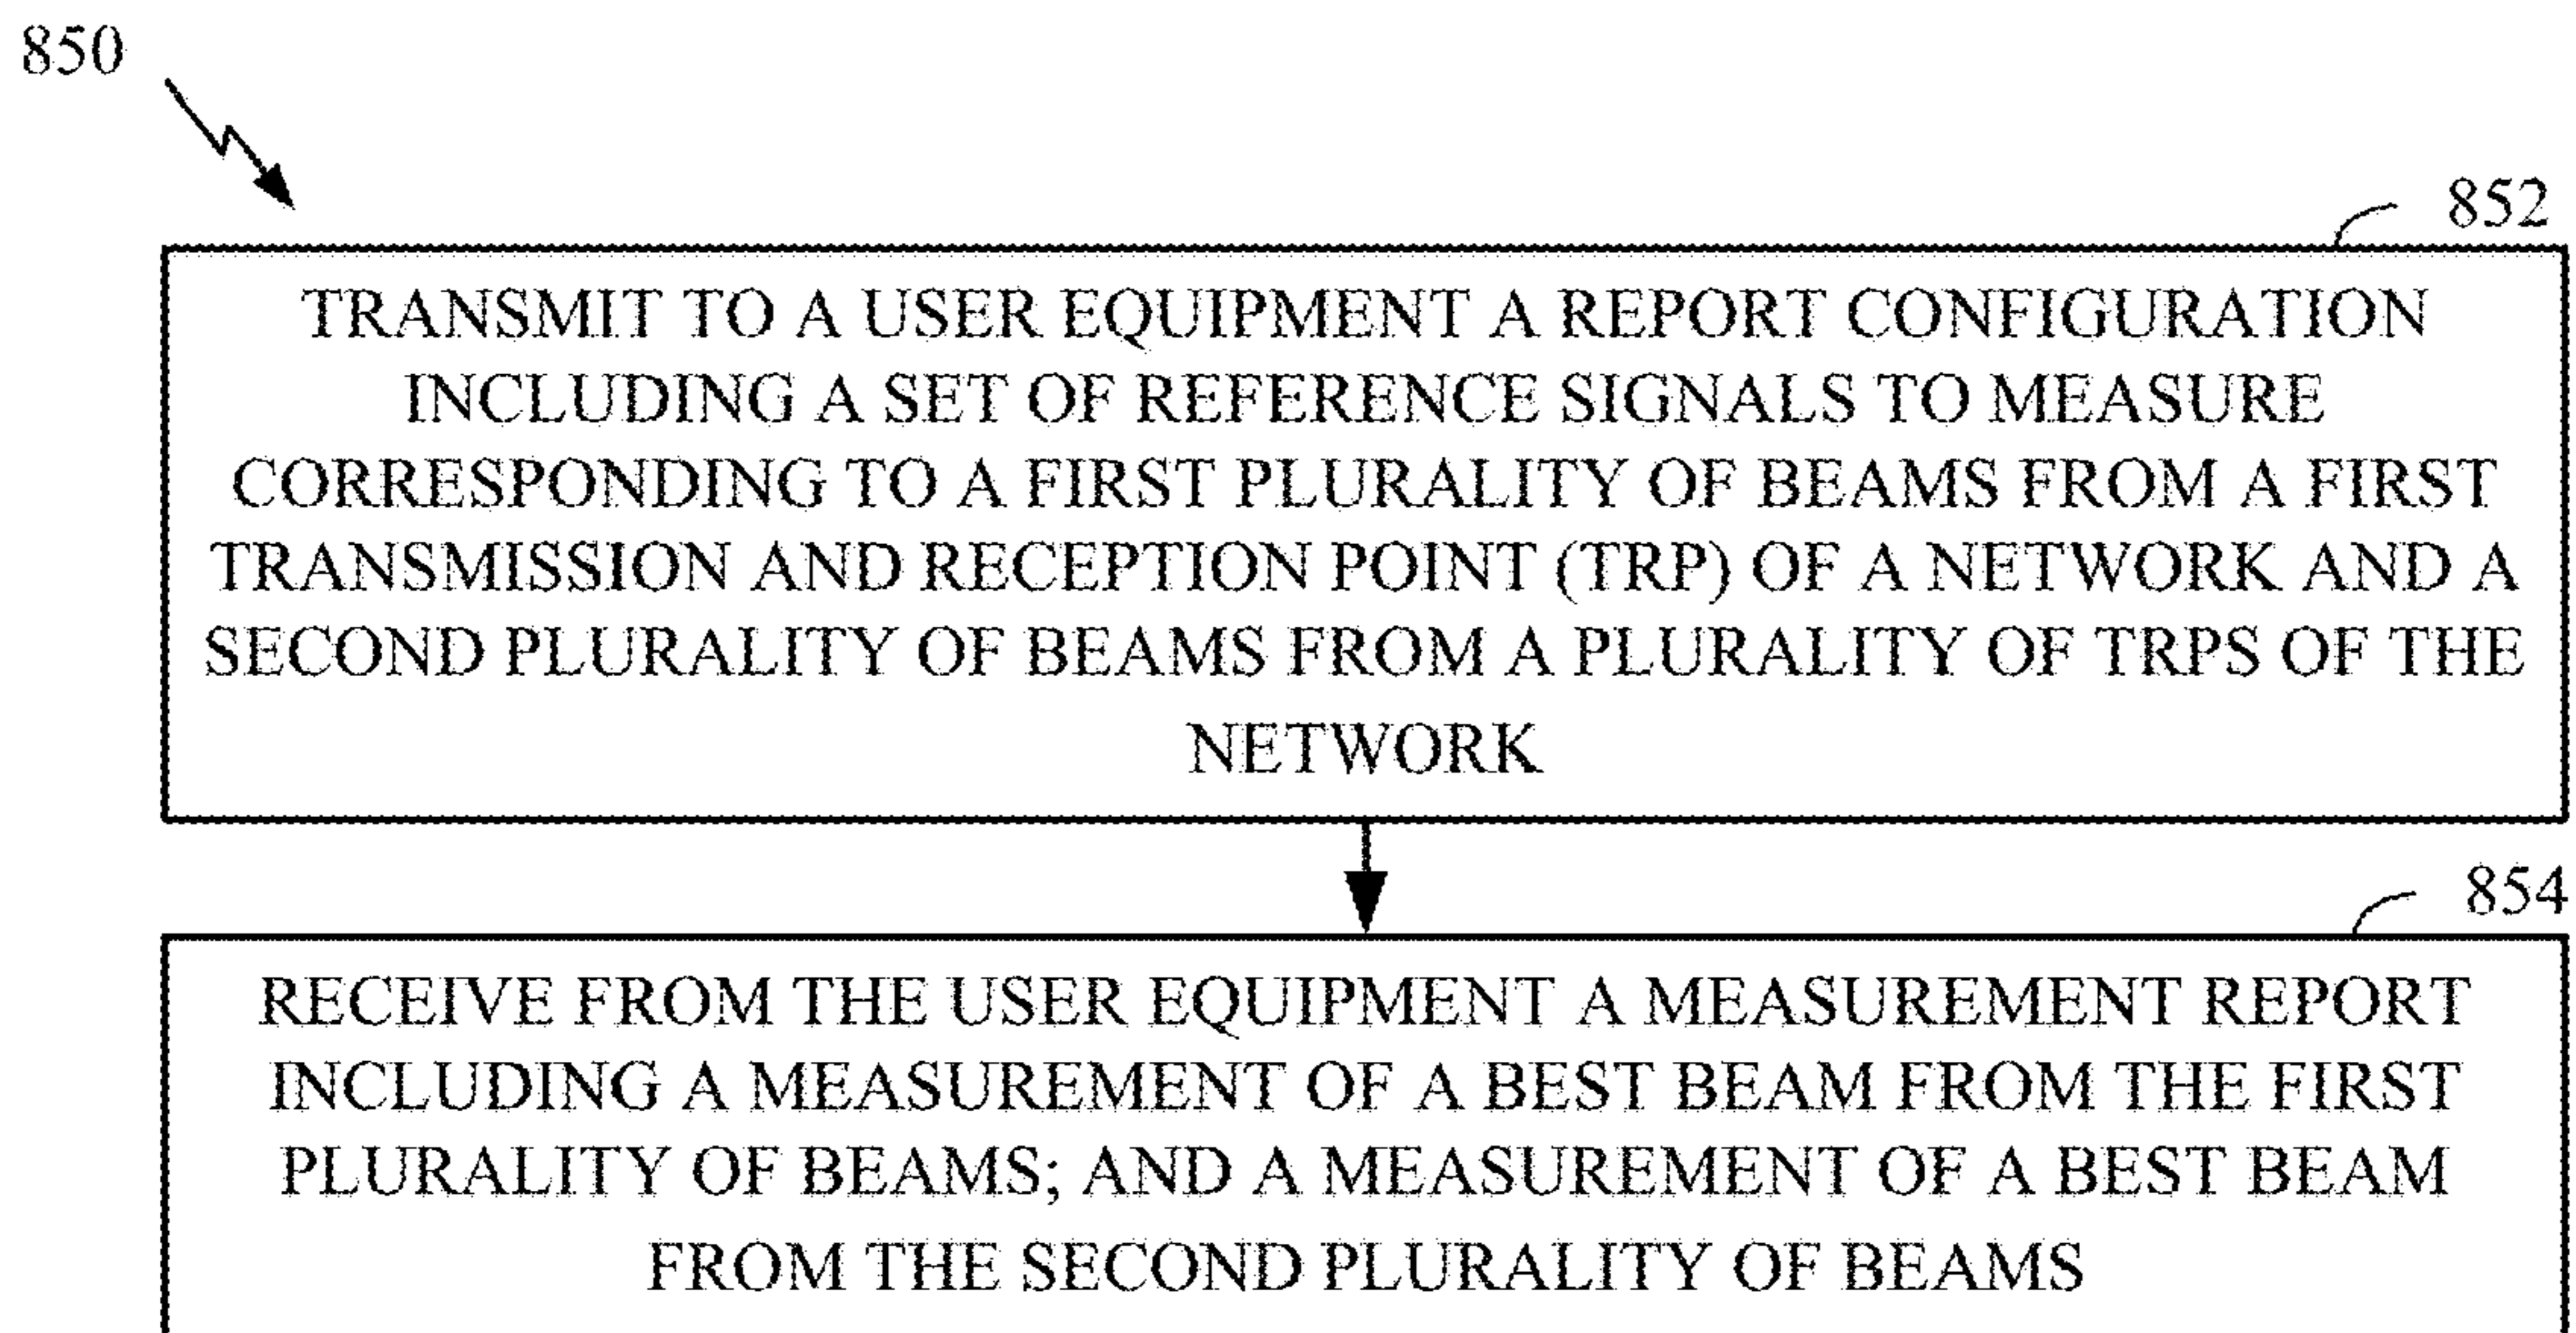 850
852
TRANSMIT TO A USER EQUIPMENT A REPORT CONFIGURATION
INCLUDING A SET OF REFERENCE SIGNALS TO MEASURE
CORRESPONDING TO A FIRST PLURALITY OF BEAMS FROM A FIRST
TRANSMISSION AND RECEPTION POINT (TRP) OF A NETWORK AND A
SECOND PLURALITY OF BEAMS FROM A PLURALITY OF TRPS OF THE
NETWORK
854
RECEIVE FROM THE USER EQUIPMENT A MEASUREMENT REPORT
INCLUDING A MEASUREMENT OF A BEST BEAM FROM THE FIRST
PLURALITY OF BEAMS; AND A MEASUREMENT OF A BEST BEAM
FROM THE SECOND PLURALITY OF BEAMS